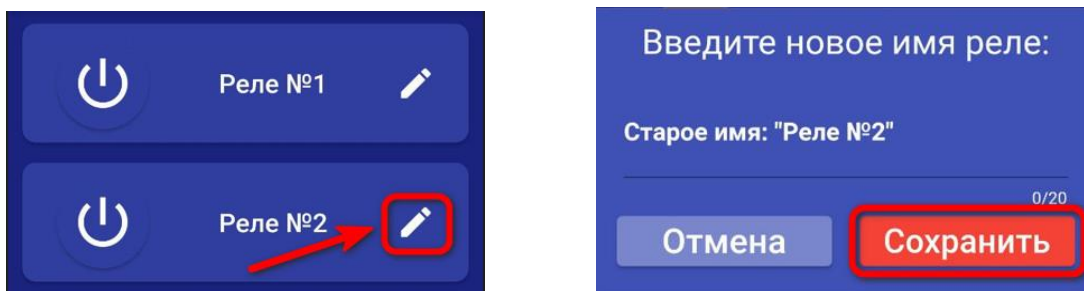 Реле №1
Реле №2
Введите новое имя реле:
Старое имя: "Реле №2"
0/20
Отмена
Сохранить